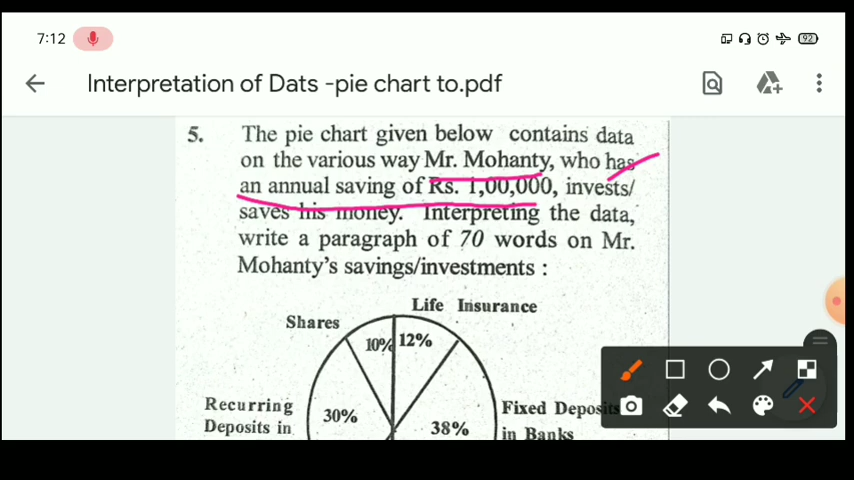 7:12
92
Interpretation of Dats -pie chart to.pdf
5. The pie chart given below contains data
on the various way Mr. Mohanty, who has
an annual saving of Rs. 1,00,000, invests/
saves his money. Interpreting the data,
write a paragraph of 70 words on Mr.
Mohanty's savings/investments :
Life Insurance
Shares
10% 12%
Recurring
Deposits in
30%
38%
Fixed Deposits
in Banks